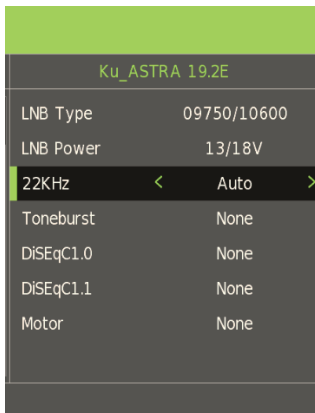 Ku_ASTRA 19.2E
LNB Type 09750/10600
LNB Power 13/18V
22KHz < Auto >
Toneburst None
DiSEqC1.0 None
DiSEqC1.1 None
Motor None